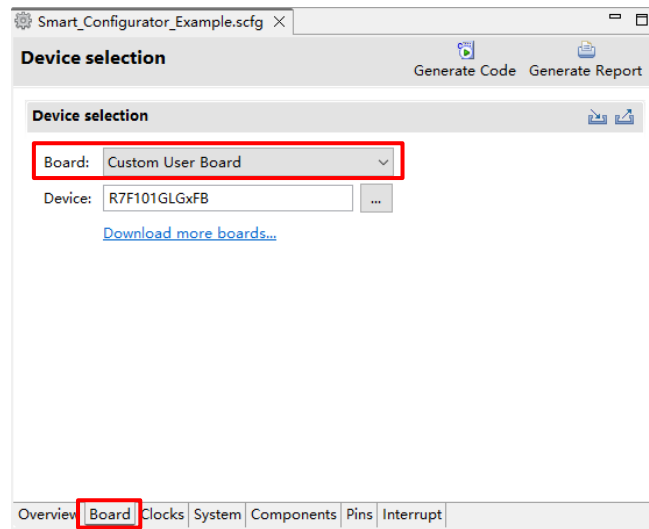 Smart_Configurator_Example.scfg
Device selection
Generate Code Generate Report
Device selection
Board: Custom User Board
Device: R7F101GLGxFB ...
Download more boards...
Overview Board Clocks System Components Pins Interrupt